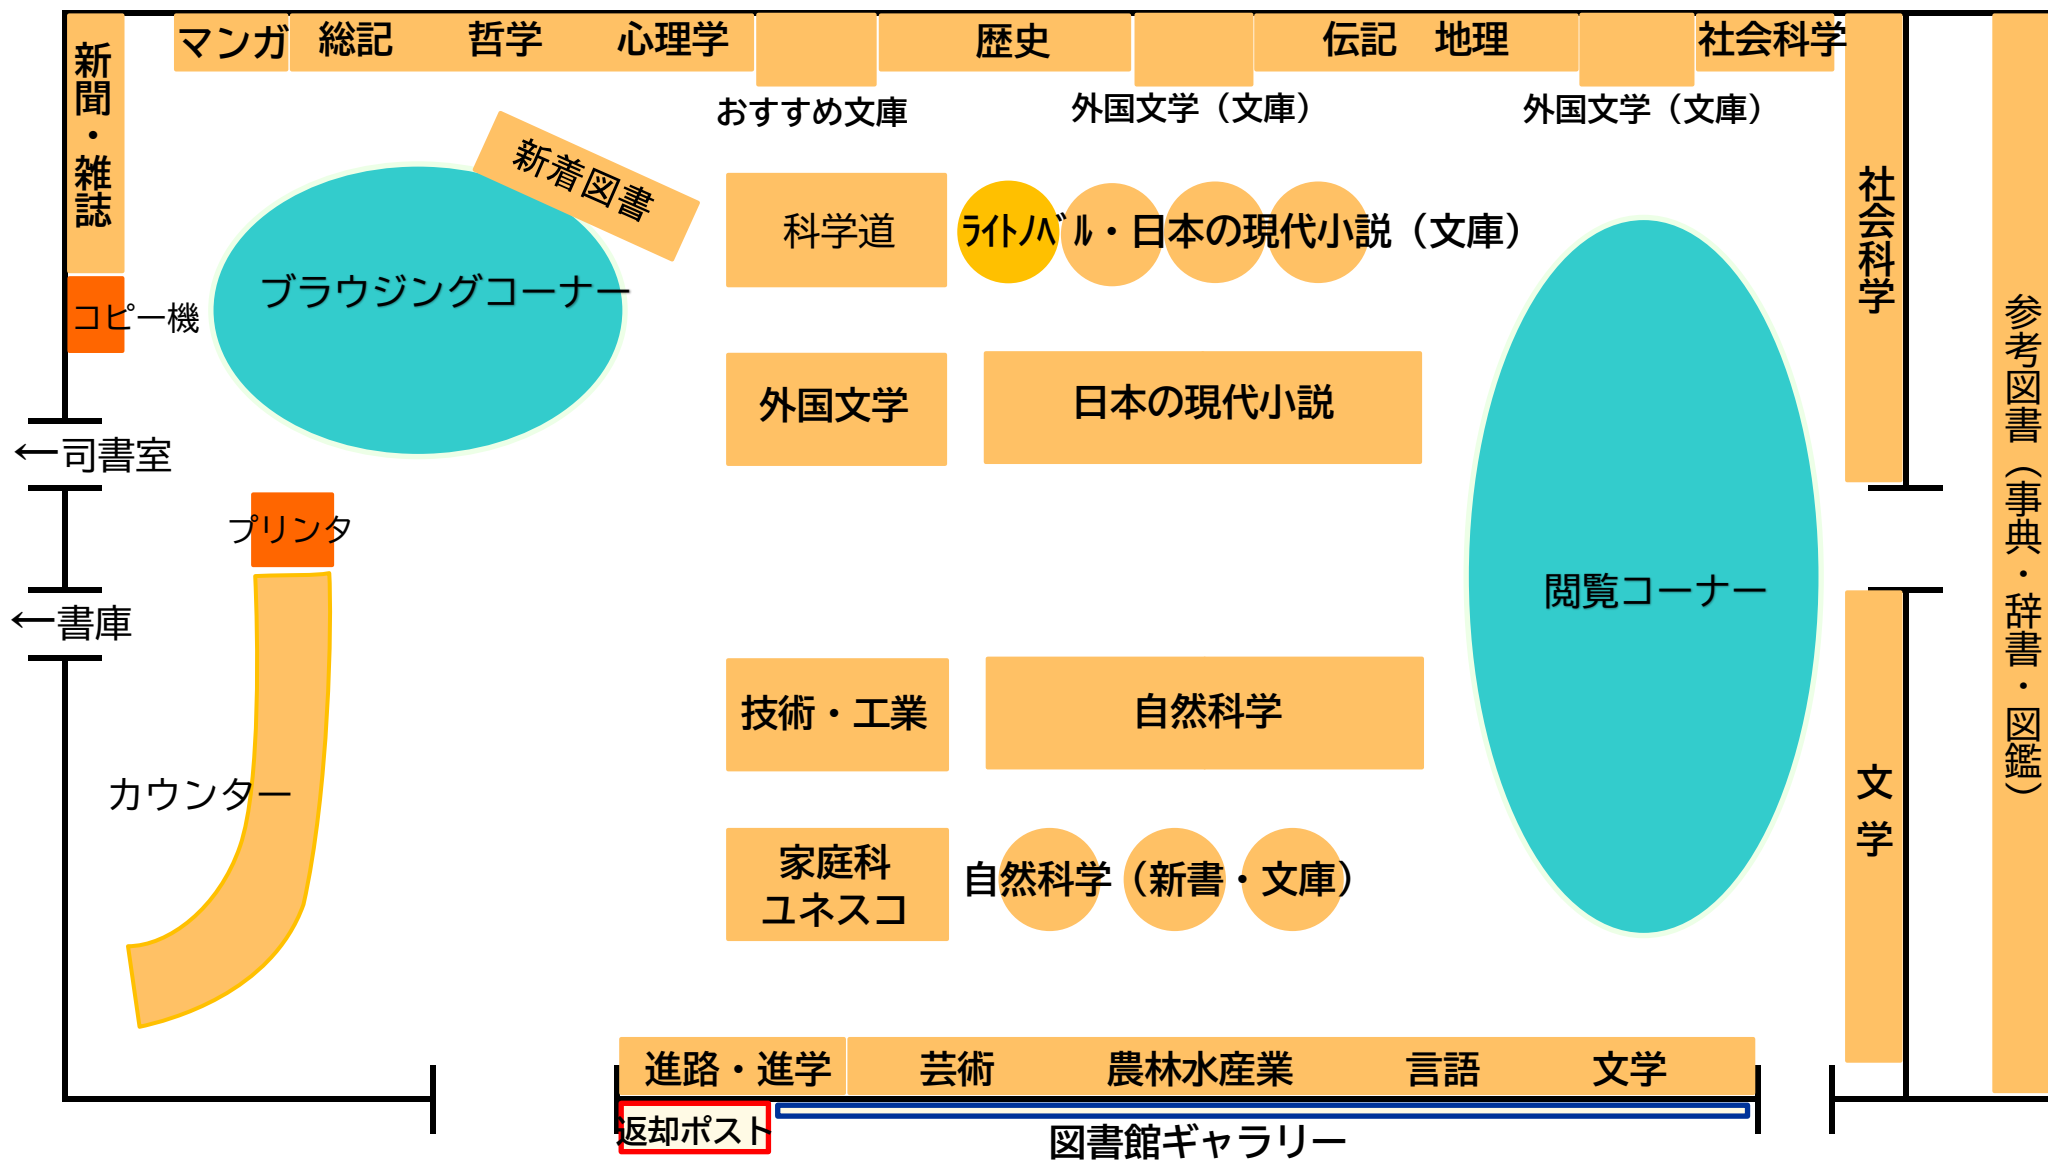 マンガ
総記
哲学
心理学
歴史
伝記
地理
社会科学
新聞・雑誌
おすすめ文庫
外国文学（文庫）
外国文学（文庫）
新着図書
社会科学
科学道
ﾗｲﾄﾉﾍﾞﾙ・日本の現代小説（文庫）
ブラウジングコーナー
コピー機
参考図書（事典・辞書・図鑑）
外国文学
日本の現代小説
←司書室
プリンタ
閲覧コーナー
←書庫
技術・工業
自然科学
カウンター
文学
家庭科
ユネスコ
自然科学（新書・文庫）
進路・進学
芸術
農林水産業
言語
文学
返却ポスト
図書館ギャラリー